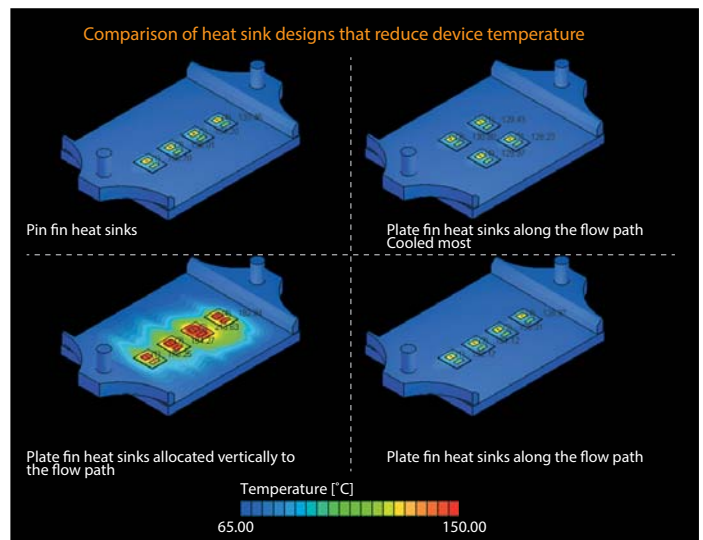 Comparison of heat sink designs that reduce device temperature
Pin fin heat sinks
Plate fin heat sinks along the flow path
Cooled most
Plate fin heat sinks allocated vertically to
the flow path
Plate fin heat sinks along the flow path
Temperature [˚C]
65.00 150.00